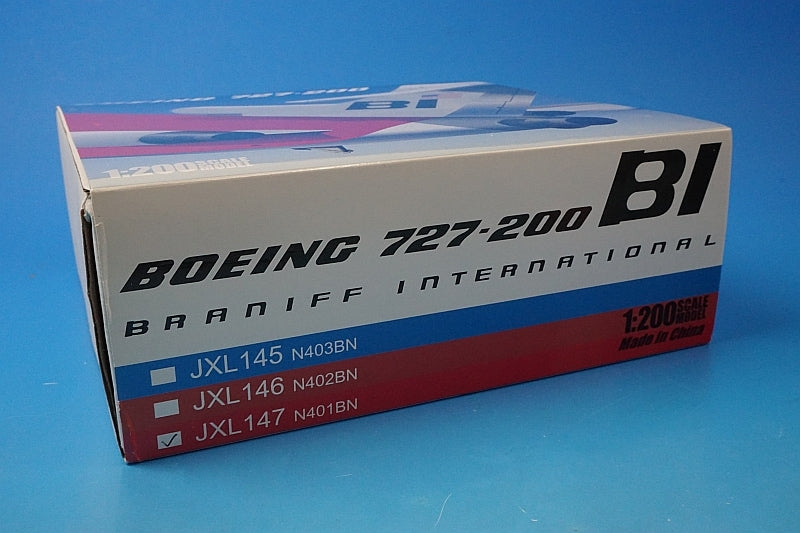 BOEING 727-200
BI
1:200 SCALE MODEL
BOEING 727-200 BI
BRANIFF INTERNATIONAL
1:200 SCALE MODEL
Made in China
JXL145 N403BN
JXL146 N402BN
JXL147 N401BN